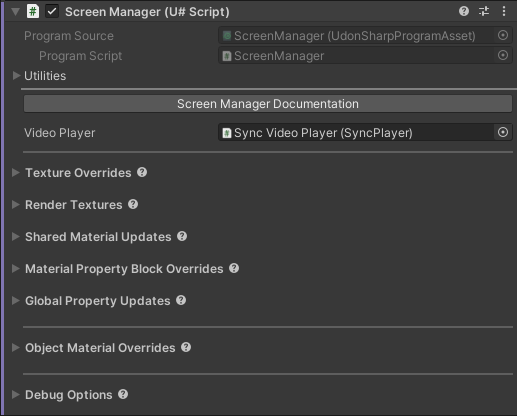 Screen Manager (U# Script)
Program Source ScreenManager (UdonSharpProgramAsset)
Program Script ScreenManager
Utilities
Screen Manager Documentation
Video Player Sync Video Player (SyncPlayer)
Texture Overrides
Render Textures
Shared Material Updates
Material Property Block Overrides
Global Property Updates
Object Material Overrides
Debug Options